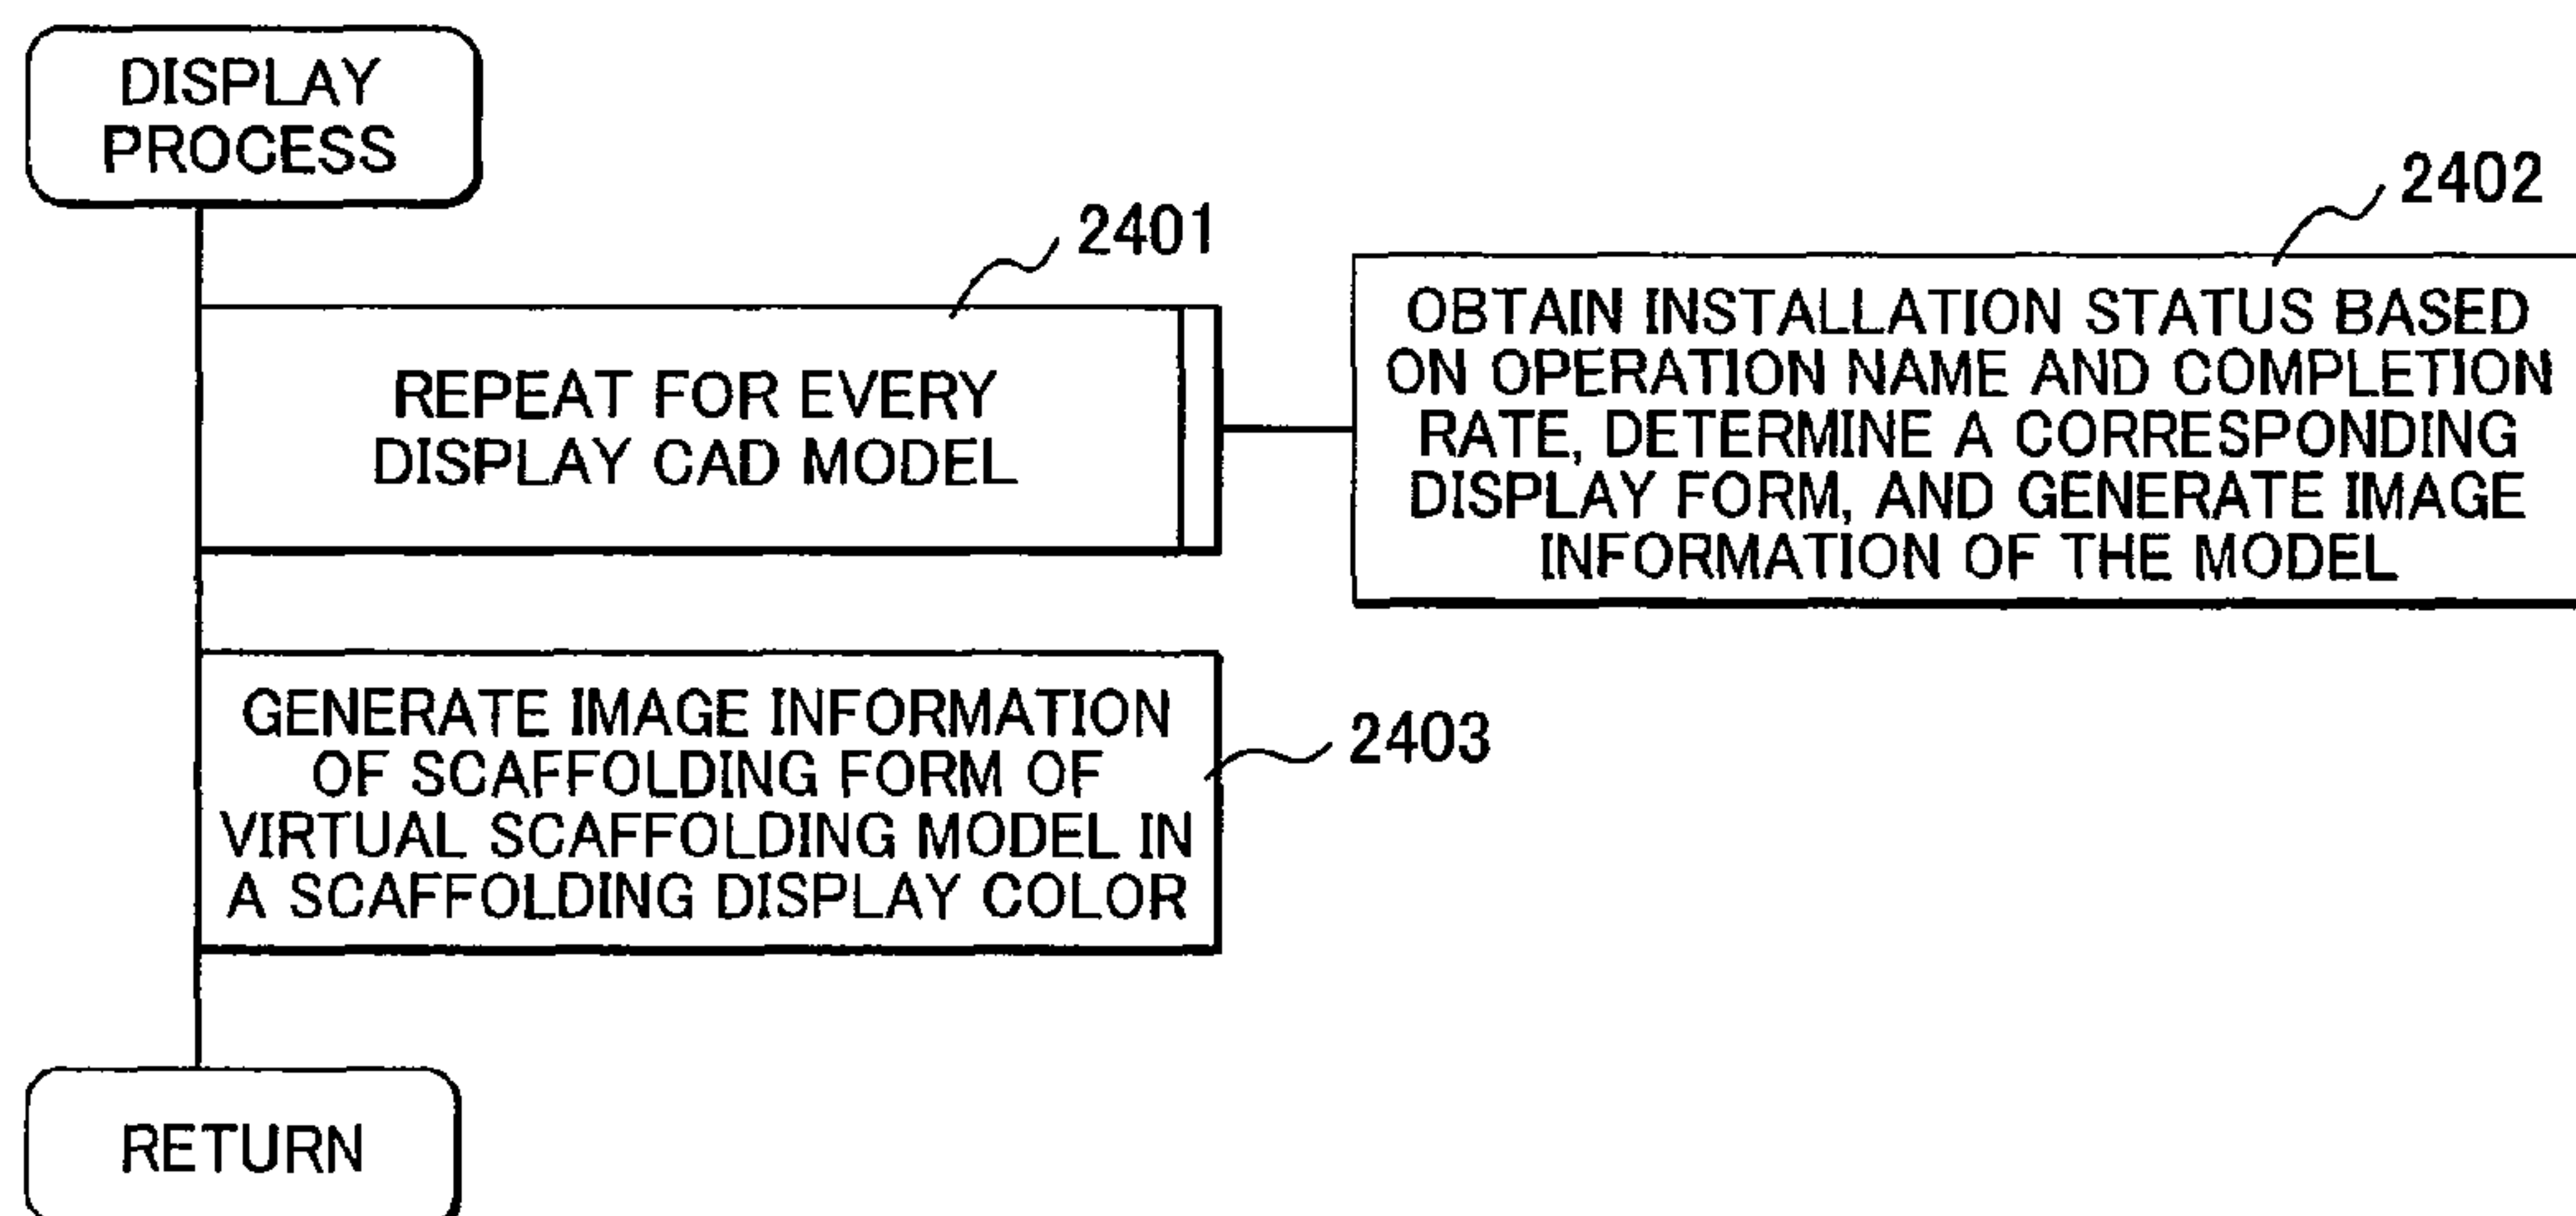 DISPLAY
PROCESS
2401
REPEAT FOR EVERY
DISPLAY CAD MODEL
2402
OBTAIN INSTALLATION STATUS BASED
ON OPERATION NAME AND COMPLETION
RATE, DETERMINE A CORRESPONDING
DISPLAY FORM, AND GENERATE IMAGE
INFORMATION OF THE MODEL
GENERATE IMAGE INFORMATION
OF SCAFFOLDING FORM OF
VIRTUAL SCAFFOLDING MODEL IN
A SCAFFOLDING DISPLAY COLOR
2403
RETURN